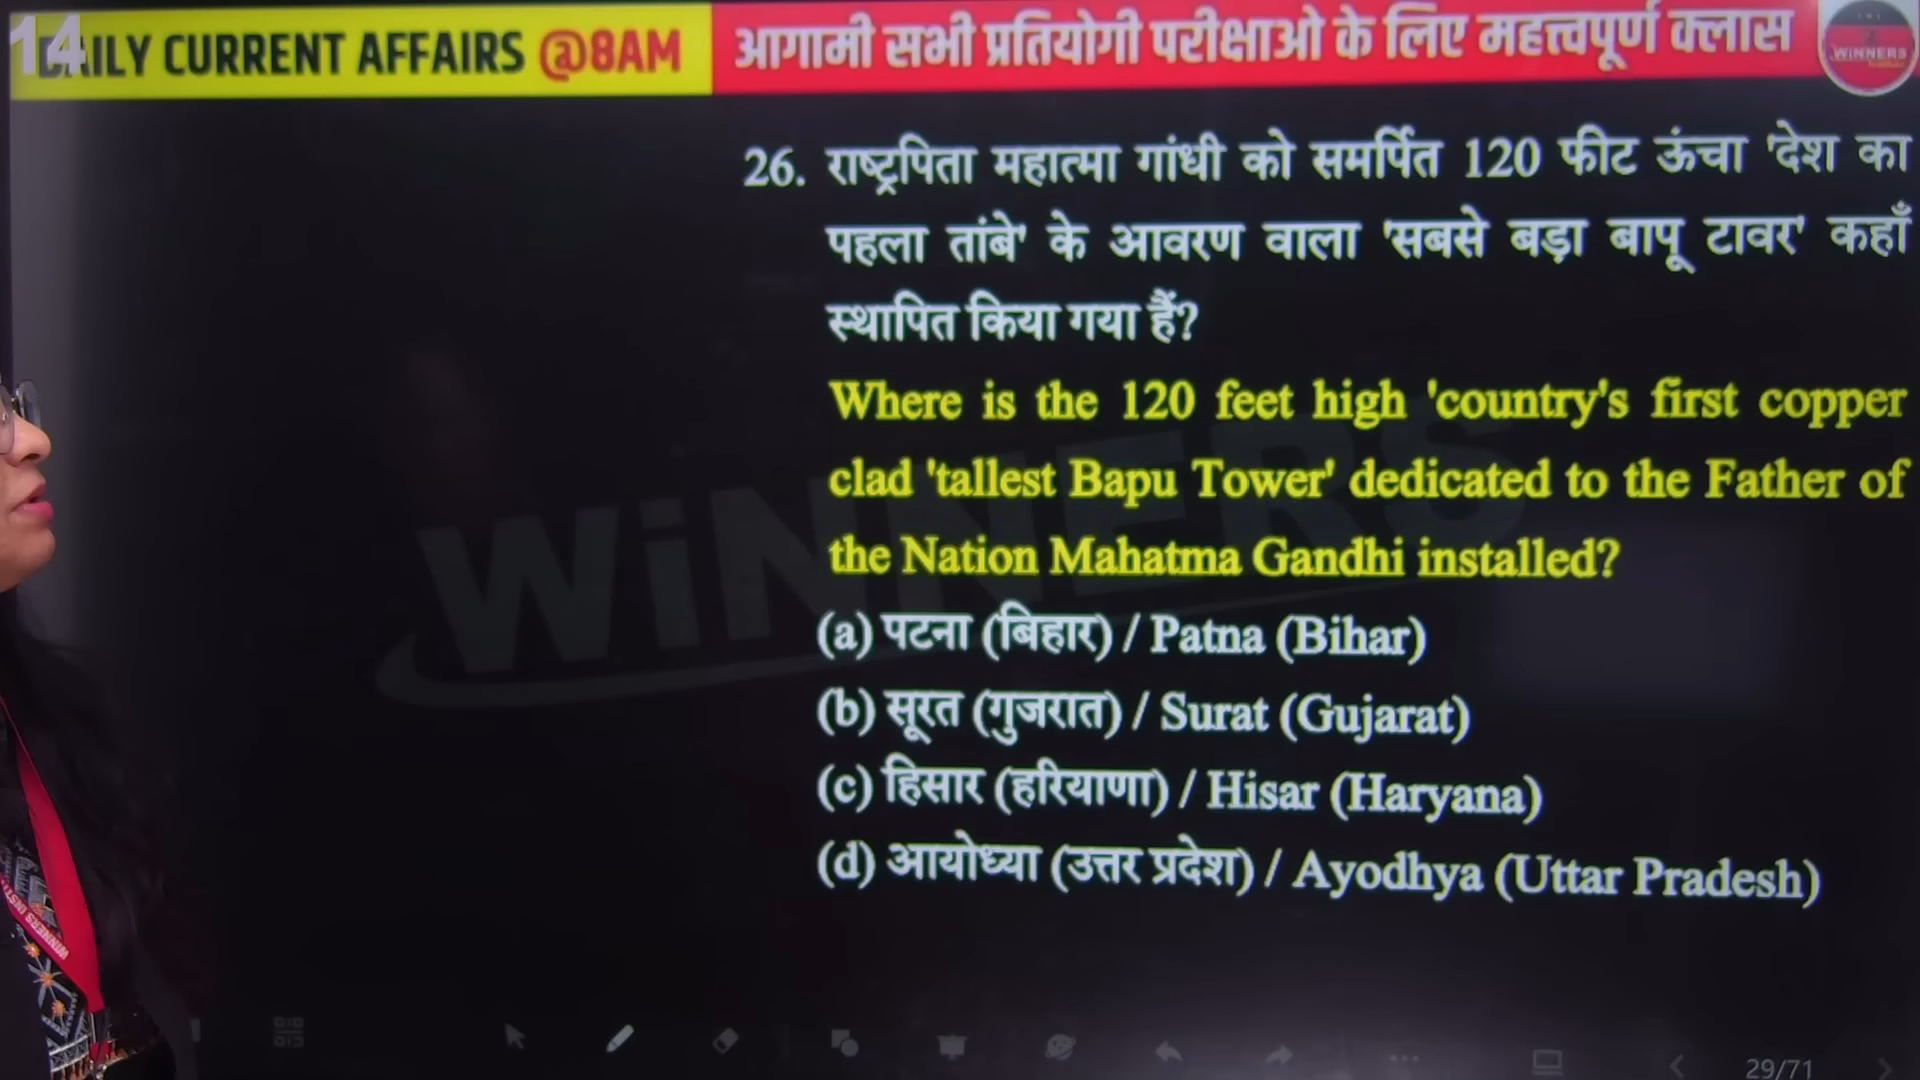 14
DAILY CURRENT AFFAIRS @8AM
आगामी सभी प्रतियोगी परीक्षाओ के लिए महत्त्वपूर्ण क्लास
WINNERS
26. राष्ट्रपिता महात्मा गांधी को समर्पित 120 फीट ऊंचा 'देश का
पहला तांबे' के आवरण वाला 'सबसे बड़ा बापू टावर' कहाँ
स्थापित किया गया हैं?
Where is the 120 feet high 'country's first copper
clad 'tallest Bapu Tower' dedicated to the Father of
the Nation Mahatma Gandhi installed?
(a) पटना (बिहार) / Patna (Bihar)
(b) सूरत (गुजरात) / Surat (Gujarat)
(c) हिसार (हरियाणा) / Hisar (Haryana)
(d) आयोध्या (उत्तर प्रदेश) / Ayodhya (Uttar Pradesh)
WiNNERS
29/71